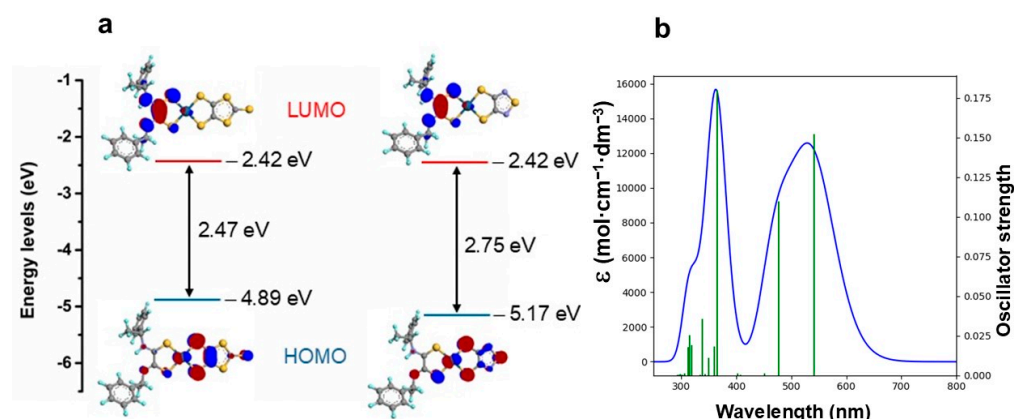 a
Energy levels (eV)
-1
-2
-3
-4
-5
-6
LUMO
−2.42 eV
−2.42 eV
2.47 eV
2.75 eV
−4.89 eV
−5.17 eV
HOMO
b
ε (mol·cm⁻¹·dm⁻³)
16000
14000
12000
10000
8000
6000
4000
2000
0
300 400 500 600 700 800
Wavelength (nm)
0.175
0.150
0.125
0.100
0.075
0.050
0.025
0.000
Oscillator strength